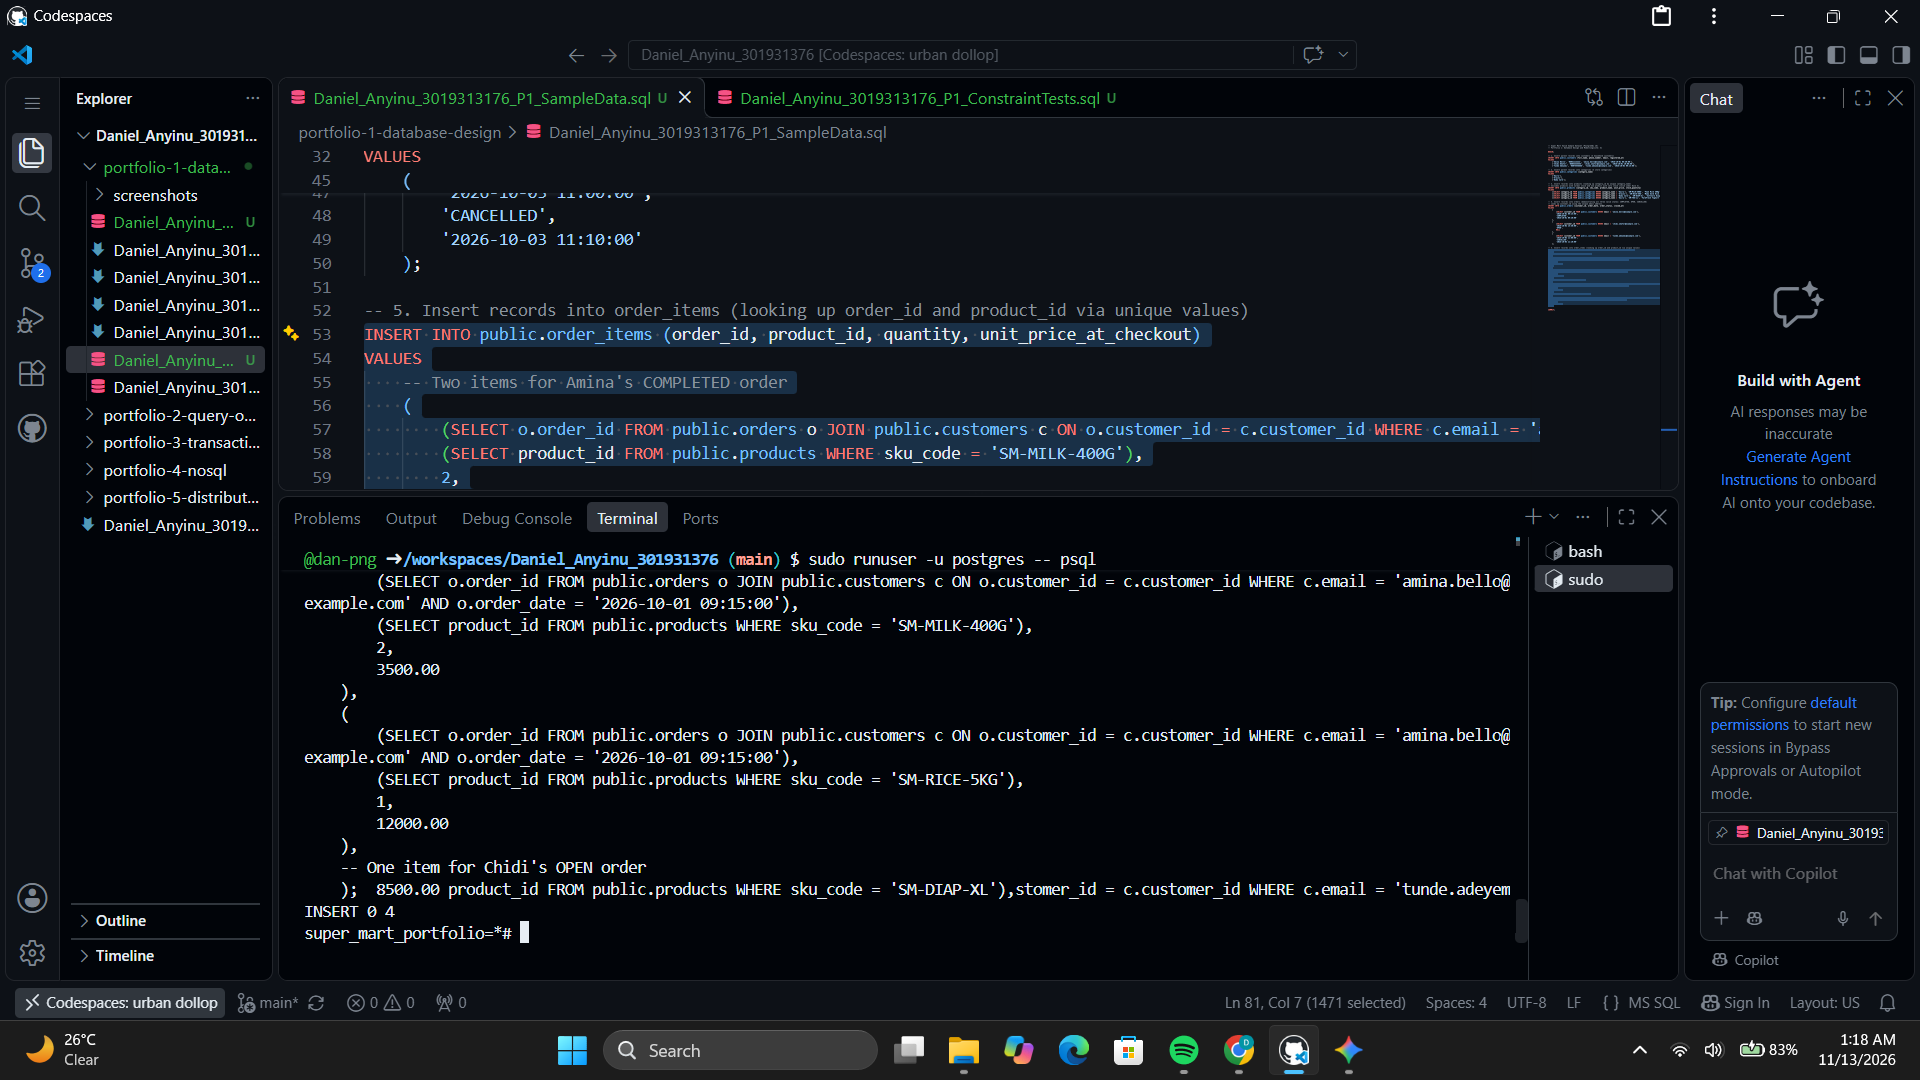 Codespaces
Daniel_Anyinu_301931376 [Codespaces: urban dollop]
Explorer
Daniel_Anyinu_301931...
portfolio-1-data...
screenshots
Daniel_Anyinu_... U
Daniel_Anyinu_301...
Daniel_Anyinu_301...
Daniel_Anyinu_301...
Daniel_Anyinu_301...
Daniel_Anyinu_... U
Daniel_Anyinu_301...
portfolio-2-query-o...
portfolio-3-transacti...
portfolio-4-nosql
portfolio-5-distribut...
Daniel_Anyinu_3019...
Outline
Timeline
2
Daniel_Anyinu_3019313176_P1_SampleData.sql U
Daniel_Anyinu_3019313176_P1_ConstraintTests.sql U
portfolio-1-database-design > Daniel_Anyinu_3019313176_P1_SampleData.sql
32 VALUES
45 (
47 '2026-10-03 11:00:00',
48 'CANCELLED',
49 '2026-10-03 11:10:00'
50 );
51
52 -- 5. Insert records into order_items (looking up order_id and product_id via unique values)
53 INSERT INTO public.order_items (order_id, product_id, quantity, unit_price_at_checkout)
54 VALUES
55 -- Two items for Amina's COMPLETED order
56 (
57 (SELECT o.order_id FROM public.orders o JOIN public.customers c ON o.customer_id = c.customer_id WHERE c.email = '
58 (SELECT product_id FROM public.products WHERE sku_code = 'SM-MILK-400G'),
59 2,
Problems Output Debug Console Terminal Ports
@dan-png ➜/workspaces/Daniel_Anyinu_301931376 (main) $ sudo runuser -u postgres -- psql
(SELECT o.order_id FROM public.orders o JOIN public.customers c ON o.customer_id = c.customer_id WHERE c.email = 'amina.bello@
example.com' AND o.order_date = '2026-10-01 09:15:00'),
(SELECT product_id FROM public.products WHERE sku_code = 'SM-MILK-400G'),
2,
3500.00
),
(
(SELECT o.order_id FROM public.orders o JOIN public.customers c ON o.customer_id = c.customer_id WHERE c.email = 'amina.bello@
example.com' AND o.order_date = '2026-10-01 09:15:00'),
(SELECT product_id FROM public.products WHERE sku_code = 'SM-RICE-5KG'),
1,
12000.00
),
-- One item for Chidi's OPEN order
);  8500.00 product_id FROM public.products WHERE sku_code = 'SM-DIAP-XL'),stomer_id = c.customer_id WHERE c.email = 'tunde.adeyem
INSERT 0 4
super_mart_portfolio=*#
bash
sudo
Chat
Build with Agent
AI responses may be
inaccurate
Generate Agent
Instructions to onboard
AI onto your codebase.
Tip: Configure default
permissions to start new
sessions in Bypass
Approvals or Autopilot
mode.
Daniel_Anyinu_30193
Chat with Copilot
Copilot
Codespaces: urban dollop main* 0 0 0
Ln 81, Col 7 (1471 selected) Spaces: 4 UTF-8 LF { } MS SQL Sign In Layout: US
26°C
Clear
Search
83%
1:18 AM
11/13/2026